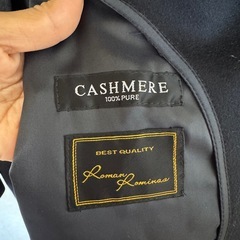 CASHMERE
100% PURE
BEST QUALITY
Roman
Rominas